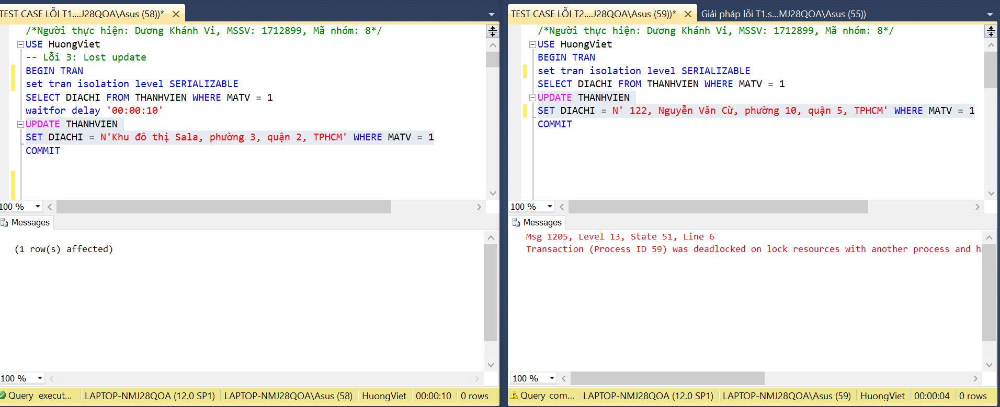 TEST CASE LỖI T1....J28QOA\Asus (58))*
/*Người thực hiện: Dương Khánh Vi, MSSV: 1712899, Mã nhóm: 8*/
USE HuongViet
-- Lỗi 3: Lost update
BEGIN TRAN
set tran isolation level SERIALIZABLE
SELECT DIACHI FROM THANHVIEN WHERE MATV = 1
waitfor delay '00:00:10'
UPDATE THANHVIEN
SET DIACHI = N'Khu đô thị Sala, phường 3, quận 2, TPHCM' WHERE MATV = 1
COMMIT
100 %
Messages
(1 row(s) affected)
100 %
Query execut... LAPTOP-NMJ28QOA (12.0 SP1) LAPTOP-NMJ28QOA\Asus (58) HuongViet 00:00:10 0 rows
TEST CASE LỖI T2....J28QOA\Asus (59))* Giải pháp lỗi T1.s...MJ28QOA\Asus (55))
/*Người thực hiện: Dương Khánh Vi, MSSV: 1712899, Mã nhóm: 8*/
USE HuongViet
BEGIN TRAN
set tran isolation level SERIALIZABLE
SELECT DIACHI FROM THANHVIEN WHERE MATV = 1
UPDATE THANHVIEN
SET DIACHI = N' 122, Nguyễn Văn Cừ, phường 10, quận 5, TPHCM' WHERE MATV = 1
COMMIT
100 %
Messages
Msg 1205, Level 13, State 51, Line 6
Transaction (Process ID 59) was deadlocked on lock resources with another process and
100 %
Query com... LAPTOP-NMJ28QOA (12.0 SP1) LAPTOP-NMJ28QOA\Asus (59) HuongViet 00:00:04 0 rows